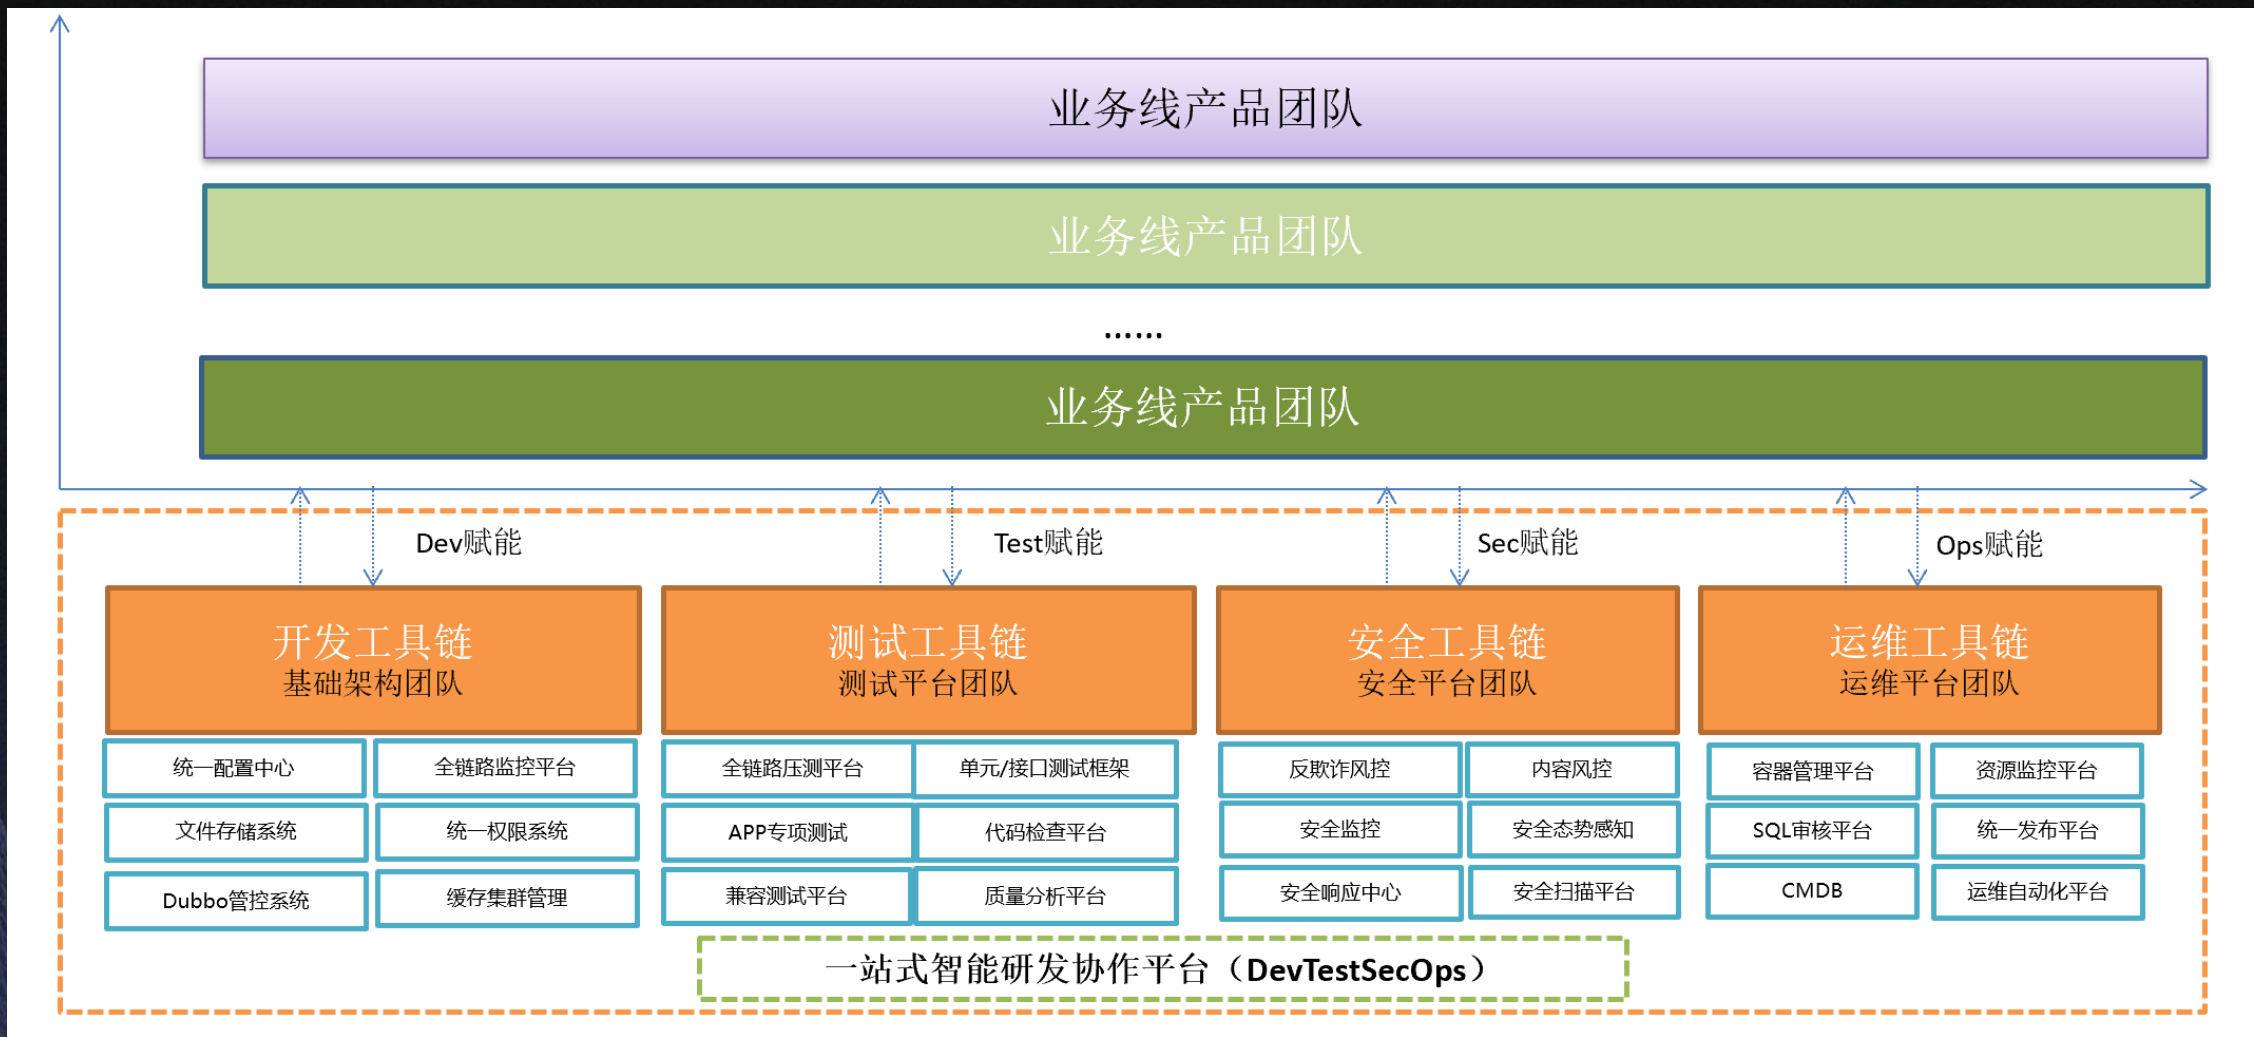 业务线产品团队
业务线产品团队
......
业务线产品团队
Dev赋能
Test赋能
Sec赋能
Ops赋能
开发工具链
基础架构团队
测试工具链
测试平台团队
安全工具链
安全平台团队
运维工具链
运维平台团队
统一配置中心
全链路监控平台
文件存储系统
统一权限系统
Dubbo管控系统
缓存集群管理
全链路压测平台
单元/接口测试框架
APP专项测试
代码检查平台
兼容测试平台
质量分析平台
反欺诈风控
内容风控
安全监控
安全态势感知
安全响应中心
安全扫描平台
容器管理平台
资源监控平台
SQL审核平台
统一发布平台
CMDB
运维自动化平台
一站式智能研发协作平台（DevTestSecOps）